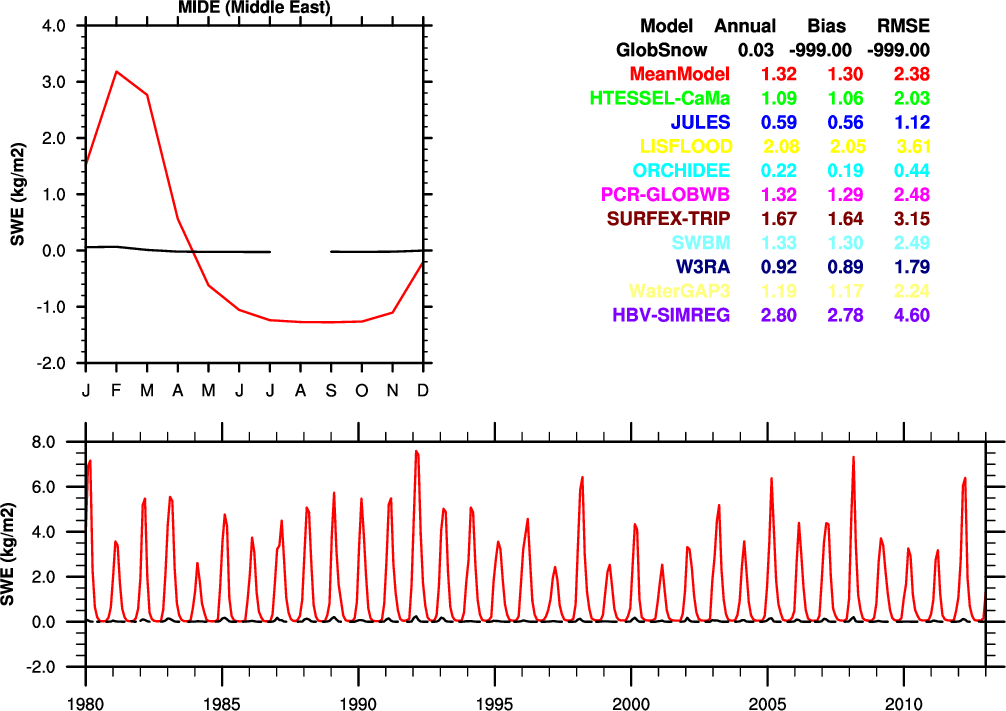 MIDE (Middle East)
4.0
3.0
2.0
1.0
0.0
-1.0
-2.0
SWE (kg/m2)
J F M A M J J A S O N D
Model Annual Bias RMSE
GlobSnow 0.03 -999.00 -999.00
MeanModel 1.32 1.30 2.38
HTESSEL-CaMa 1.09 1.06 2.03
JULES 0.59 0.56 1.12
LISFLOOD 2.08 2.05 3.61
ORCHIDEE 0.22 0.19 0.44
PCR-GLOBWB 1.32 1.29 2.48
SURFEX-TRIP 1.67 1.64 3.15
SWBM 1.33 1.30 2.49
W3RA 0.92 0.89 1.79
WaterGAP3 1.19 1.17 2.24
HBV-SIMREG 2.80 2.78 4.60
8.0
6.0
4.0
2.0
0.0
-2.0
SWE (kg/m2)
1980 1985 1990 1995 2000 2005 2010